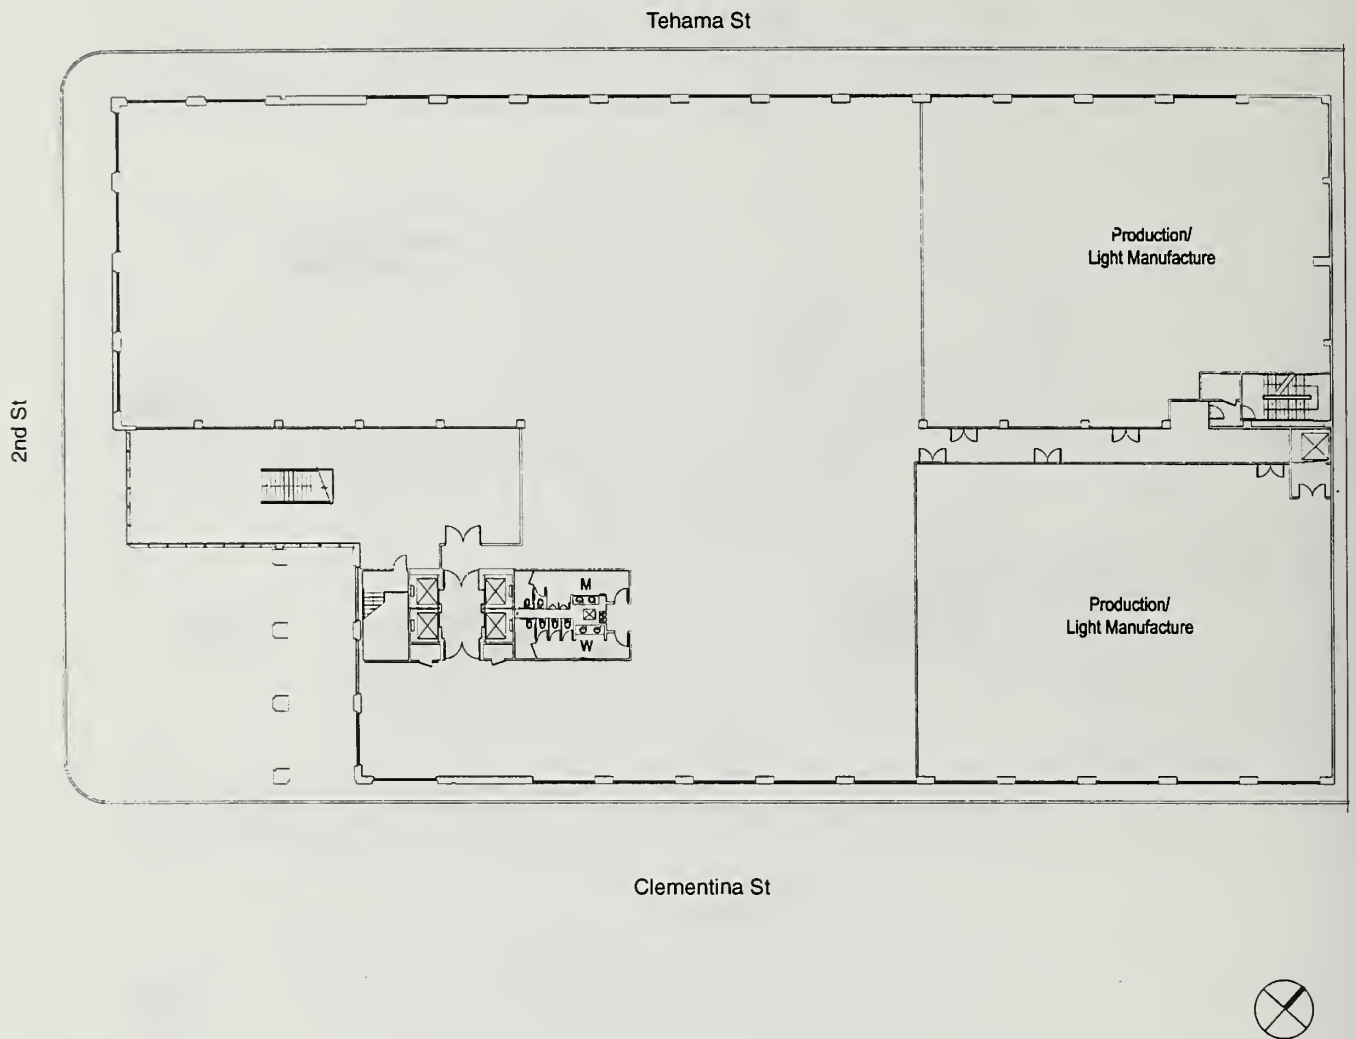 Tehama St
Production/
Light Manufacture
2nd St
M
W
Production/
Light Manufacture
Clementina St